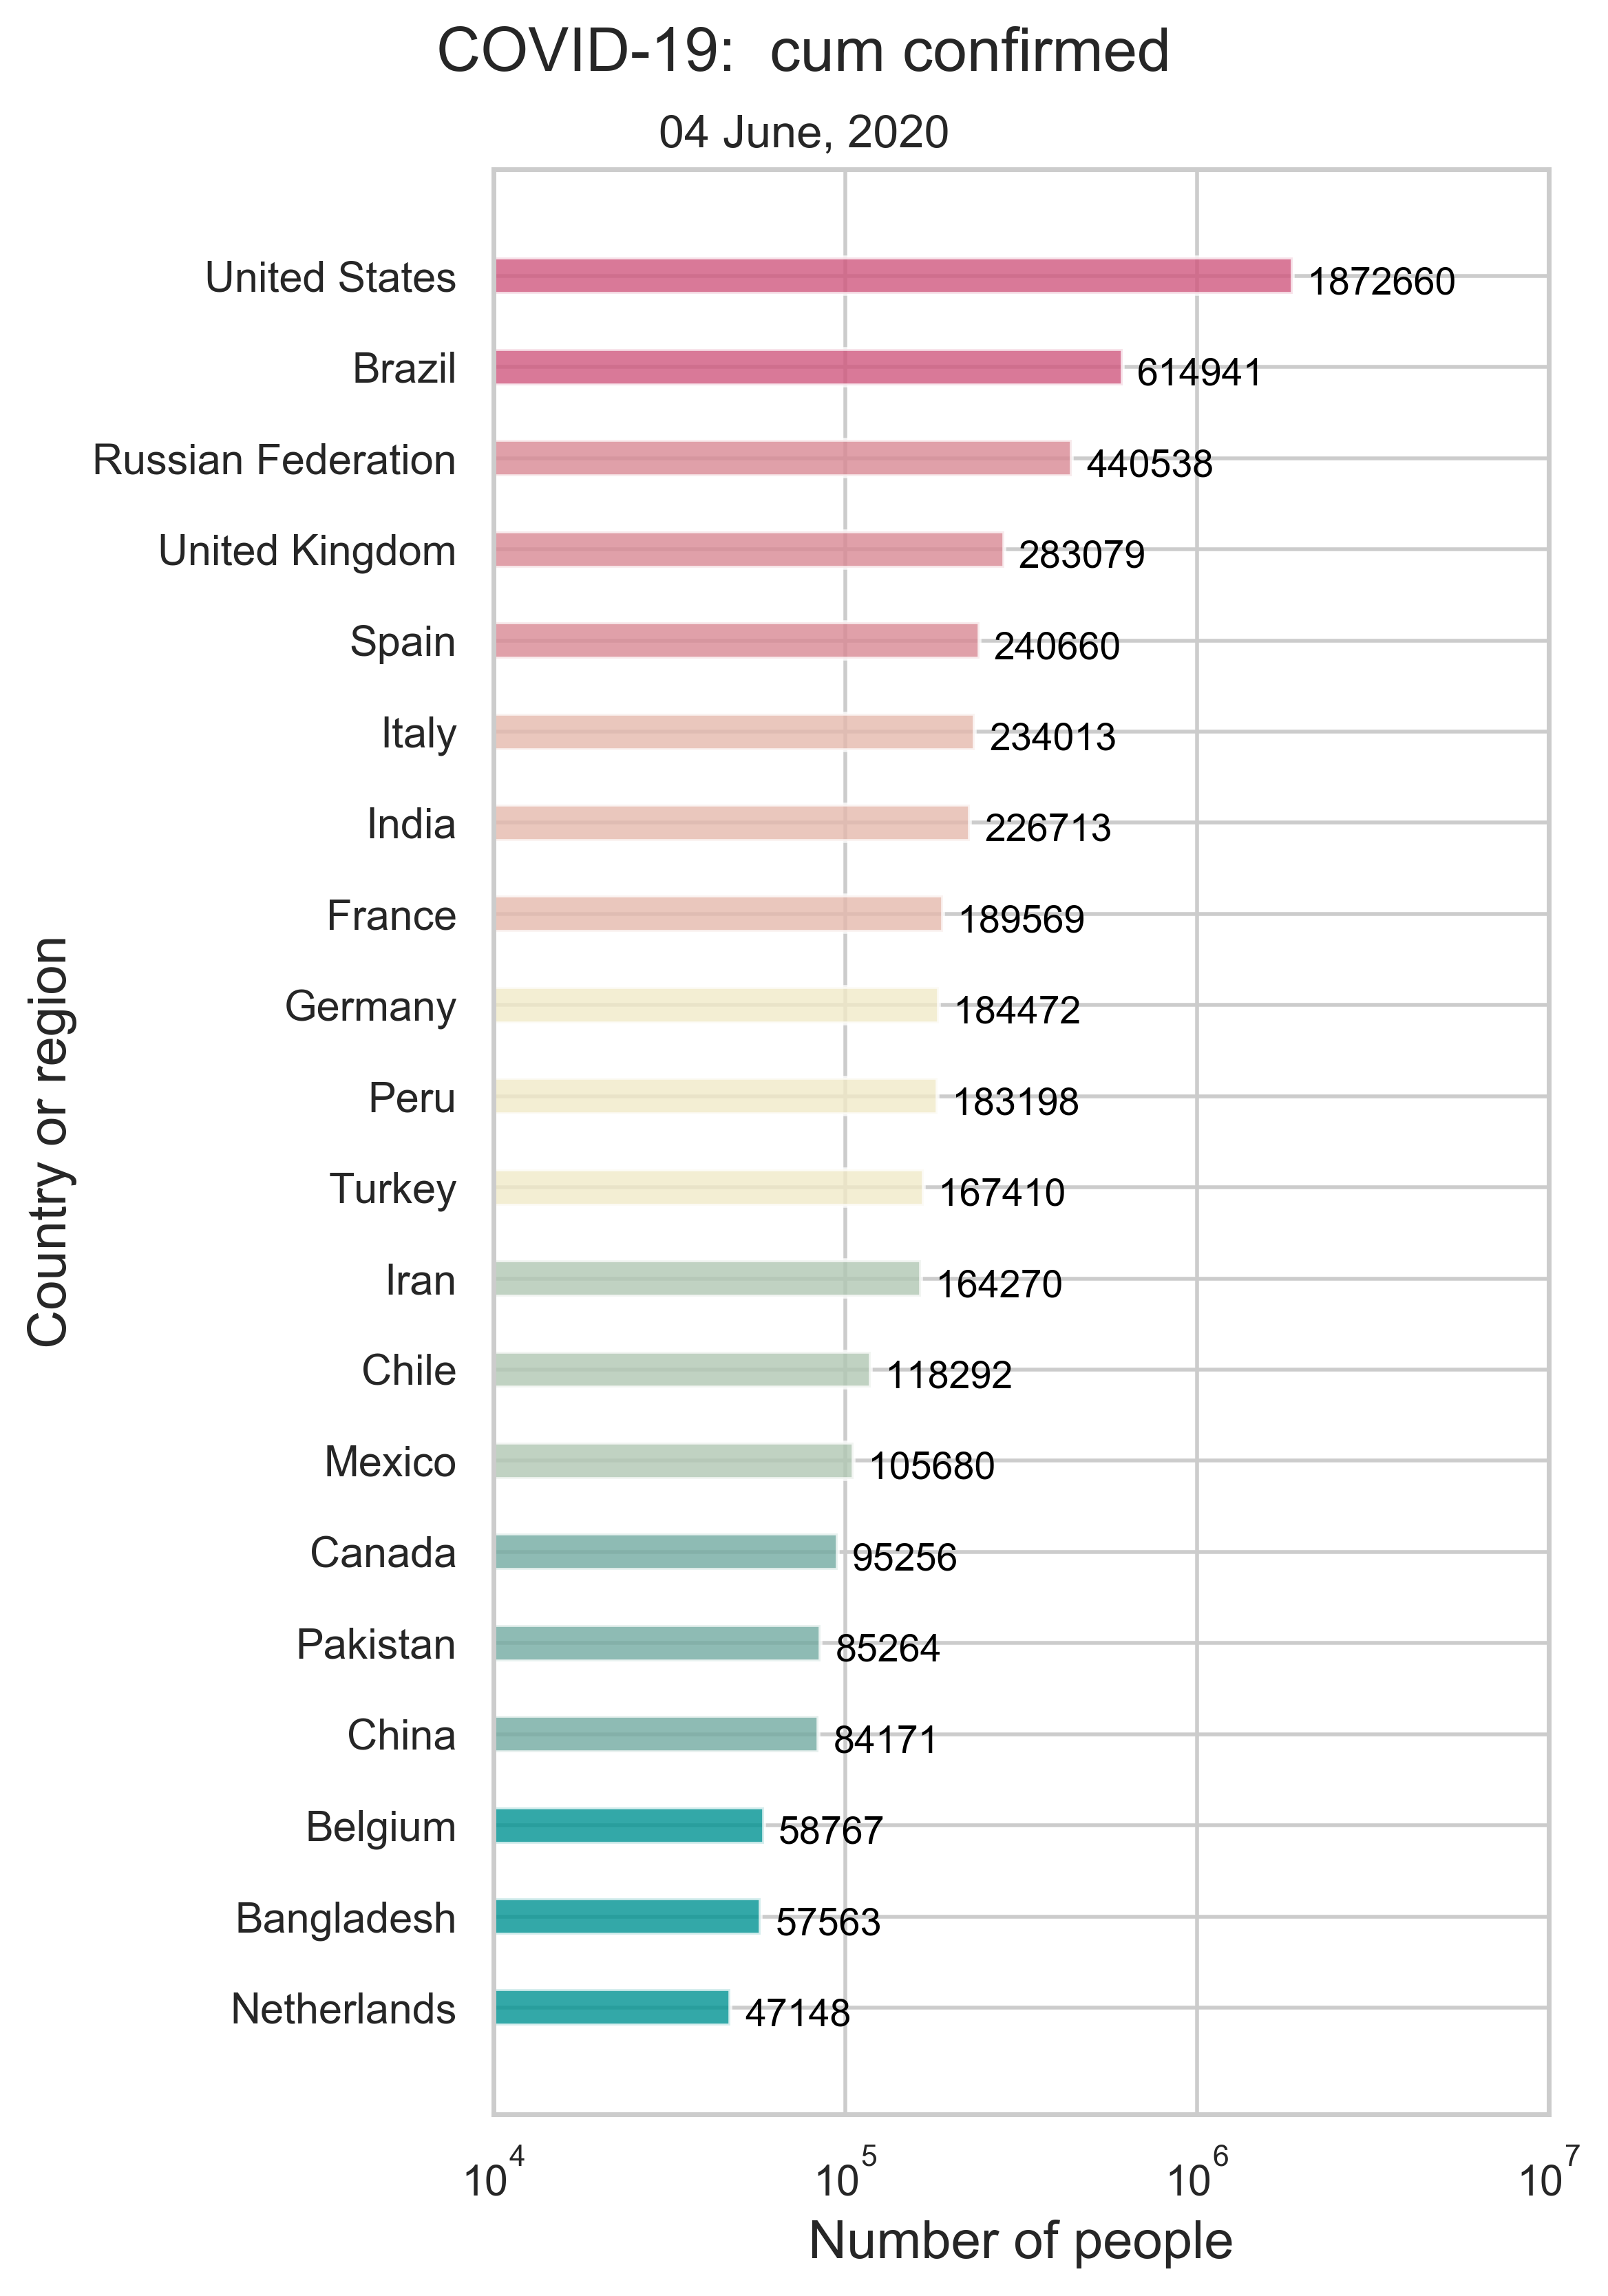 COVID-19:  cum confirmed
04 June, 2020
United States 1872660
Brazil 614941
Russian Federation 440538
United Kingdom 283079
Spain 240660
Italy 234013
India 226713
France 189569
Germany 184472
Peru 183198
Turkey 167410
Iran 164270
Chile 118292
Mexico 105680
Canada 95256
Pakistan 85264
China 84171
Belgium 58767
Bangladesh 57563
Netherlands 47148
Country or region
10⁴ 10⁵ 10⁶ 10⁷
Number of people